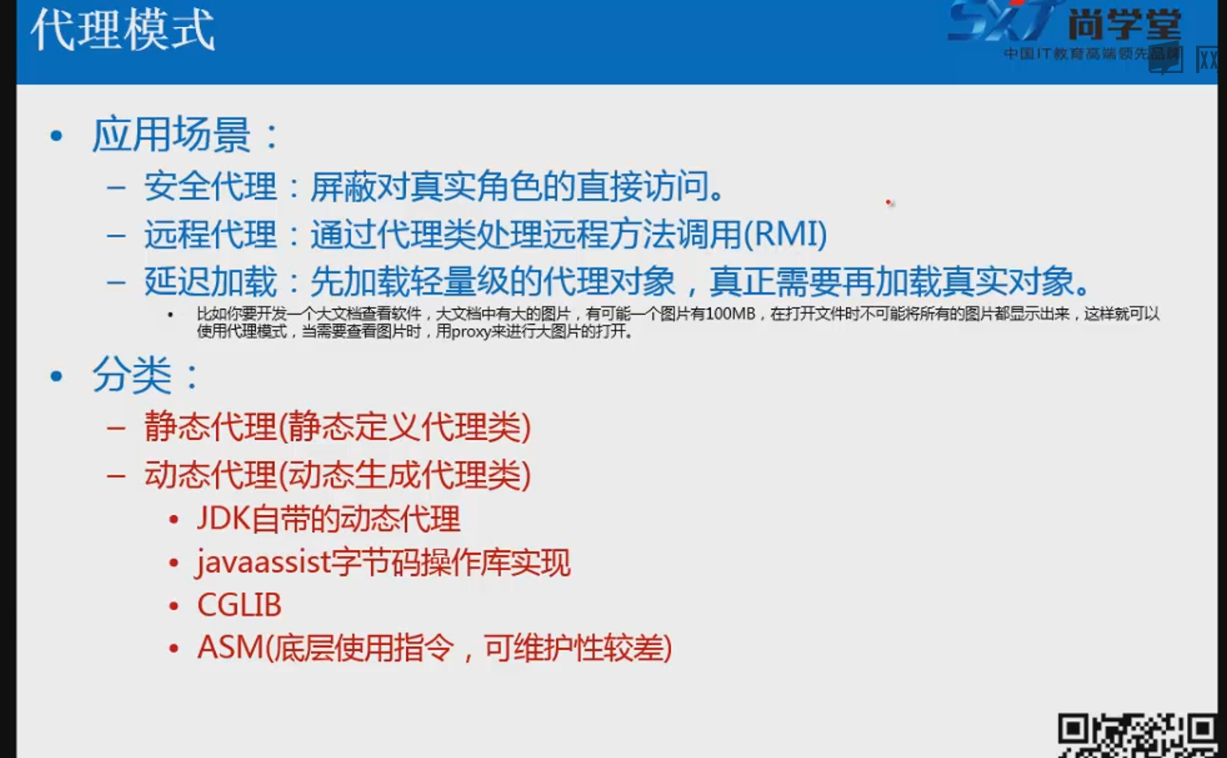 代理模式
SXT 尚学堂
中国IT教育高端领先品牌
• 应用场景：
– 安全代理：屏蔽对真实角色的直接访问。
– 远程代理：通过代理类处理远程方法调用(RMI)
– 延迟加载：先加载轻量级的代理对象，真正需要再加载真实对象。
• 比如你要开发一个大文档查看软件，大文档中有大的图片，有可能一个图片有100MB，在打开文件时不可能将所有的图片都显示出来，这样就可以
使用代理模式，当需要查看图片时，用proxy来进行大图片的打开。
• 分类：
– 静态代理(静态定义代理类)
– 动态代理(动态生成代理类)
• JDK自带的动态代理
• javaassist字节码操作库实现
• CGLIB
• ASM(底层使用指令，可维护性较差)